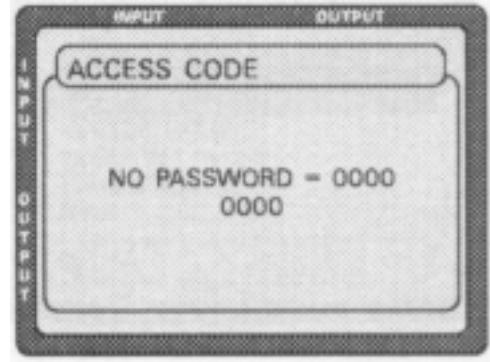 INPUT OUTPUT
INPUT OUTPUT
ACCESS CODE
NO PASSWORD = 0000
0000